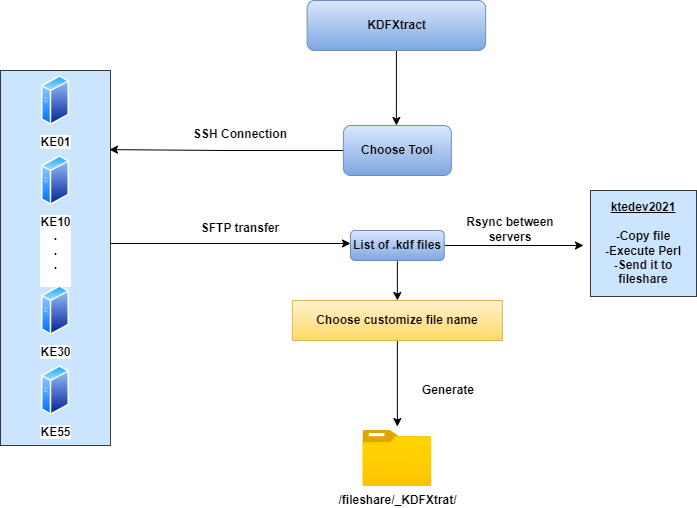 KDFXtract
KE01
SSH Connection
Choose Tool
KE10
.
.
.
SFTP transfer
List of .kdf files
Rsync between
servers
ktedev2021
-Copy file
-Execute Perl
-Send it to
fileshare
KE30
Choose customize file name
KE55
Generate
/fileshare/_KDFXtrat/